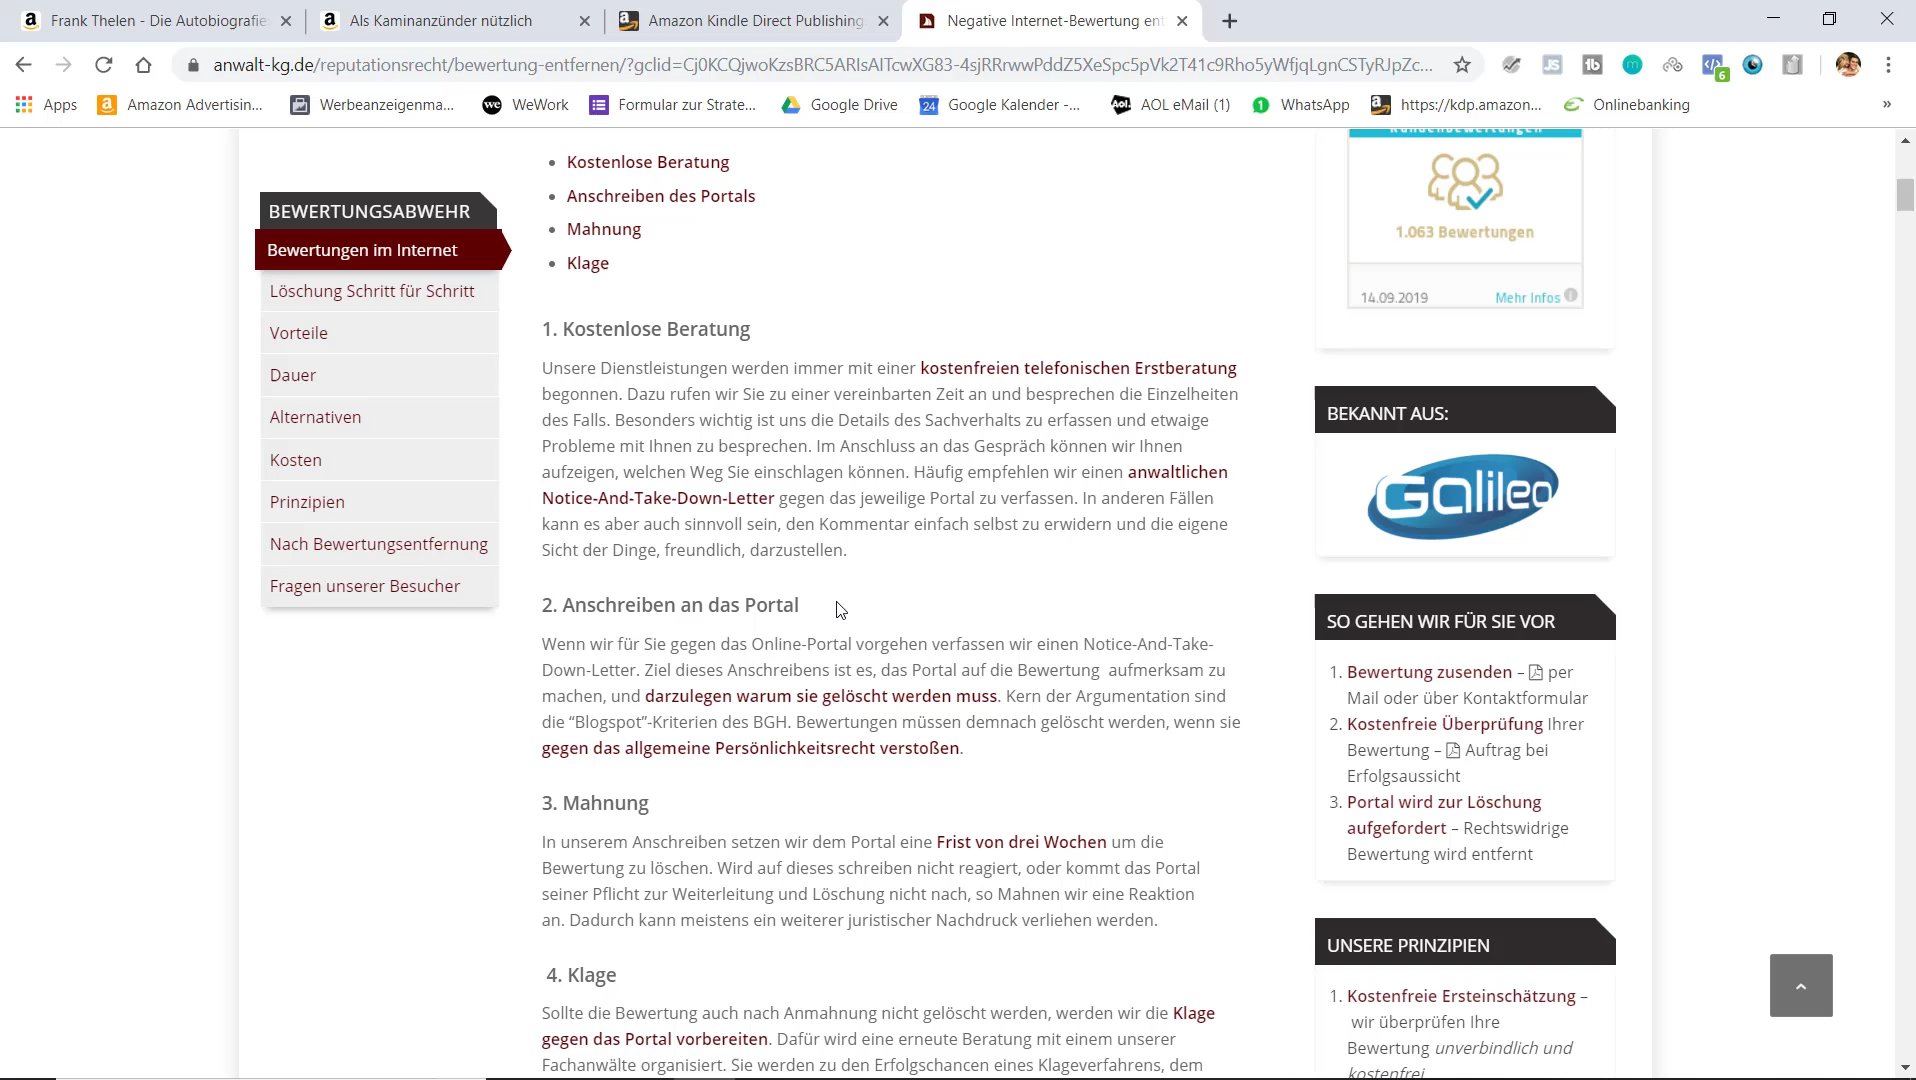 Frank Thelen - Die Autobiografie
Als Kaminanzünder nützlich
Amazon Kindle Direct Publishing
Negative Internet-Bewertung ent
anwalt-kg.de/reputationsrecht/bewertung-entfernen/?gclid=Cj0KCQjwoKzsBRC5ARIsAITcwXG83-4sjRRrwwPddZ5XeSpc5pVk2T41c9Rho5yWfjqLgnCSTyRJpZc...
Apps
Amazon Advertisin...
Werbeanzeigenma...
WeWork
Formular zur Strate...
Google Drive
24
Google Kalender -...
AOL eMail (1)
WhatsApp
https://kdp.amazon...
Onlinebanking
»
BEWERTUNGSABWEHR
Bewertungen im Internet
Löschung Schritt für Schritt
Vorteile
Dauer
Alternativen
Kosten
Prinzipien
Nach Bewertungsentfernung
Fragen unserer Besucher
Kostenlose Beratung
Anschreiben des Portals
Mahnung
Klage
1. Kostenlose Beratung
Unsere Dienstleistungen werden immer mit einer kostenfreien telefonischen Erstberatung
begonnen. Dazu rufen wir Sie zu einer vereinbarten Zeit an und besprechen die Einzelheiten
des Falls. Besonders wichtig ist uns die Details des Sachverhalts zu erfassen und etwaige
Probleme mit Ihnen zu besprechen. Im Anschluss an das Gespräch können wir Ihnen
aufzeigen, welchen Weg Sie einschlagen können. Häufig empfehlen wir einen anwaltlichen
Notice-And-Take-Down-Letter gegen das jeweilige Portal zu verfassen. In anderen Fällen
kann es aber auch sinnvoll sein, den Kommentar einfach selbst zu erwidern und die eigene
Sicht der Dinge, freundlich, darzustellen.
2. Anschreiben an das Portal
Wenn wir für Sie gegen das Online-Portal vorgehen verfassen wir einen Notice-And-Take-
Down-Letter. Ziel dieses Anschreibens ist es, das Portal auf die Bewertung aufmerksam zu
machen, und darzulegen warum sie gelöscht werden muss. Kern der Argumentation sind
die “Blogspot”-Kriterien des BGH. Bewertungen müssen demnach gelöscht werden, wenn sie
gegen das allgemeine Persönlichkeitsrecht verstoßen.
3. Mahnung
In unserem Anschreiben setzen wir dem Portal eine Frist von drei Wochen um die
Bewertung zu löschen. Wird auf dieses schreiben nicht reagiert, oder kommt das Portal
seiner Pflicht zur Weiterleitung und Löschung nicht nach, so Mahnen wir eine Reaktion
an. Dadurch kann meistens ein weiterer juristischer Nachdruck verliehen werden.
4. Klage
Sollte die Bewertung auch nach Anmahnung nicht gelöscht werden, werden wir die Klage
gegen das Portal vorbereiten. Dafür wird eine erneute Beratung mit einem unserer
Fachanwälte organisiert. Sie werden zu den Erfolgschancen eines Klageverfahrens, dem
Kundenbewertungen
1.063 Bewertungen
14.09.2019 Mehr Infos
BEKANNT AUS:
Galileo
SO GEHEN WIR FÜR SIE VOR
1. Bewertung zusenden – per
Mail oder über Kontaktformular
2. Kostenfreie Überprüfung Ihrer
Bewertung – Auftrag bei
Erfolgsaussicht
3. Portal wird zur Löschung
aufgefordert – Rechtswidrige
Bewertung wird entfernt
UNSERE PRINZIPIEN
1. Kostenfreie Ersteinschätzung –
wir überprüfen Ihre
Bewertung unverbindlich und
kostenfrei